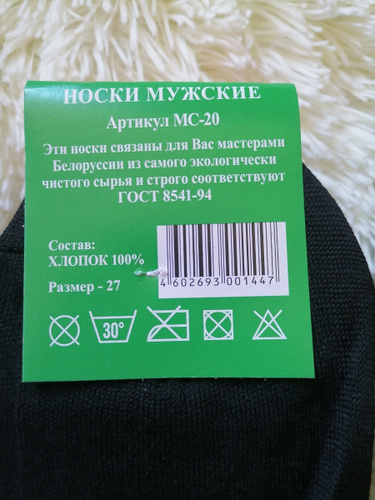 НОСКИ МУЖСКИЕ
Артикул МС-20
Эти носки связаны для Вас мастерами
Белоруссии из самого экологически
чистого сырья и строго соответствуют
ГОСТ 8541-94
Состав:
ХЛОПОК 100%
Размер - 27
4 602693 001447
30°